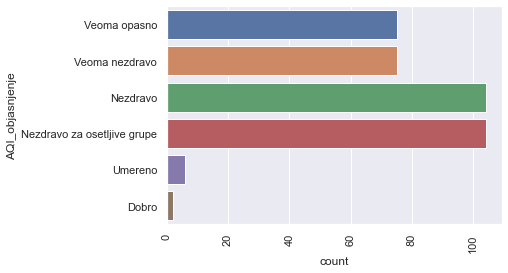 Veoma opasno
Veoma nezdravo
Nezdravo
Nezdravo za osetljive grupe
Umereno
Dobro
AQI_objasnjenje
0
20
40
60
80
100
count